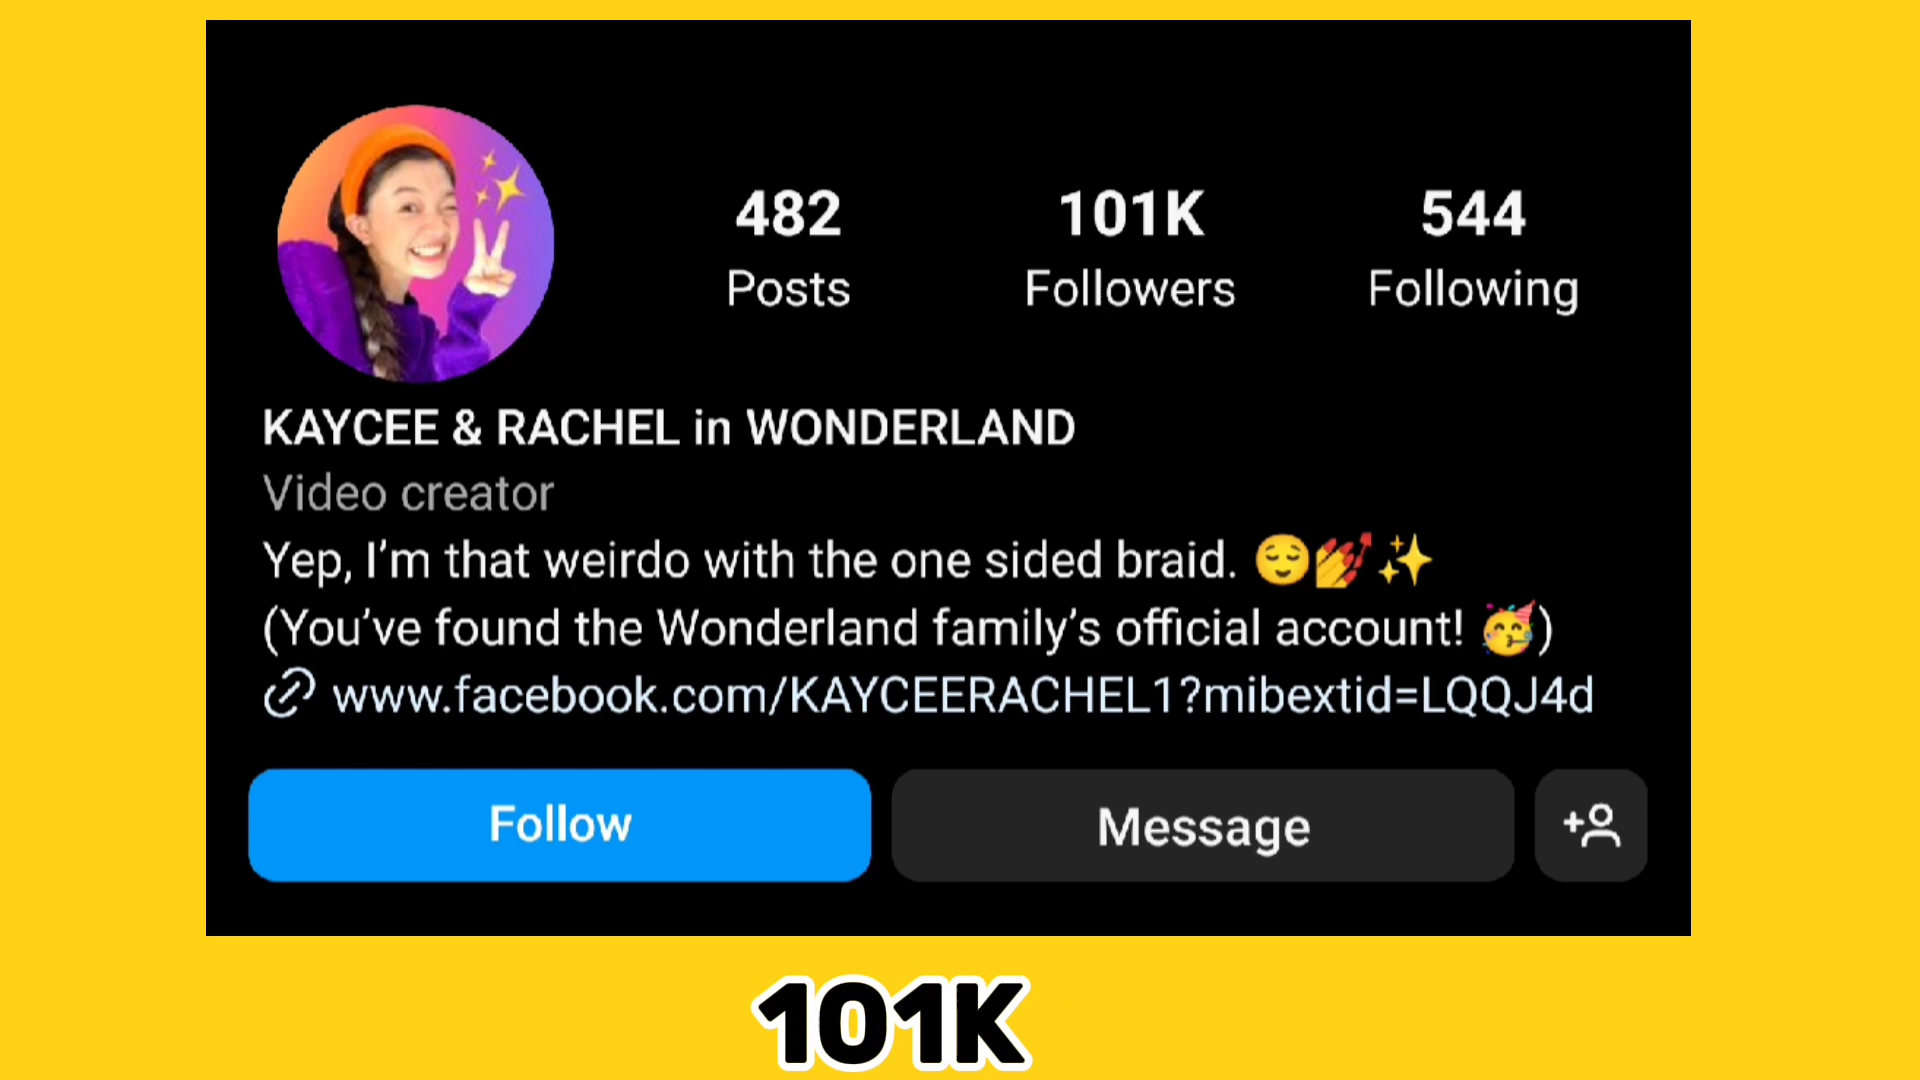 482 101K 544
Posts Followers Following
KAYCEE & RACHEL in WONDERLAND
Video creator
Yep, I’m that weirdo with the one sided braid. 😌💅✨
(You’ve found the Wonderland family’s official account! 🥳)
www.facebook.com/KAYCEERACHEL1?mibextid=LQQJ4d
Follow Message
101K